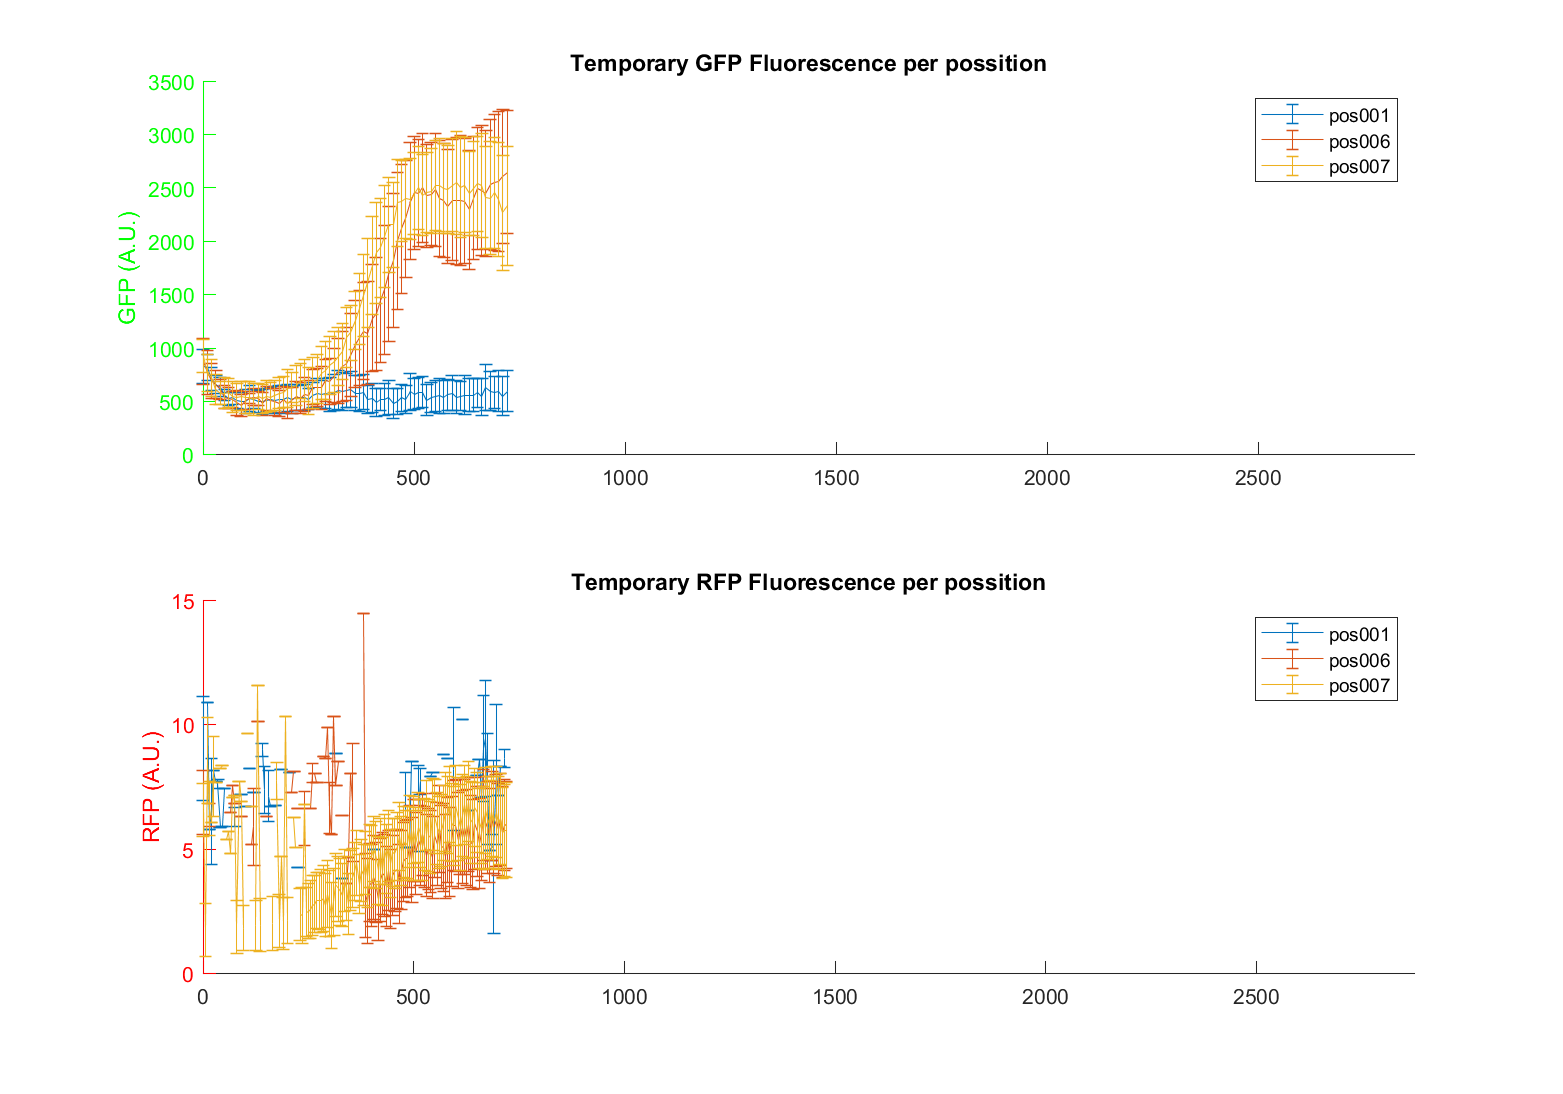 Temporary GFP Fluorescence per possition
GFP (A.U.)
3500
3000
2500
2000
1500
1000
500
0
0 500 1000 1500 2000 2500
pos001
pos006
pos007
Temporary RFP Fluorescence per possition
RFP (A.U.)
15
10
5
0
0 500 1000 1500 2000 2500
pos001
pos006
pos007